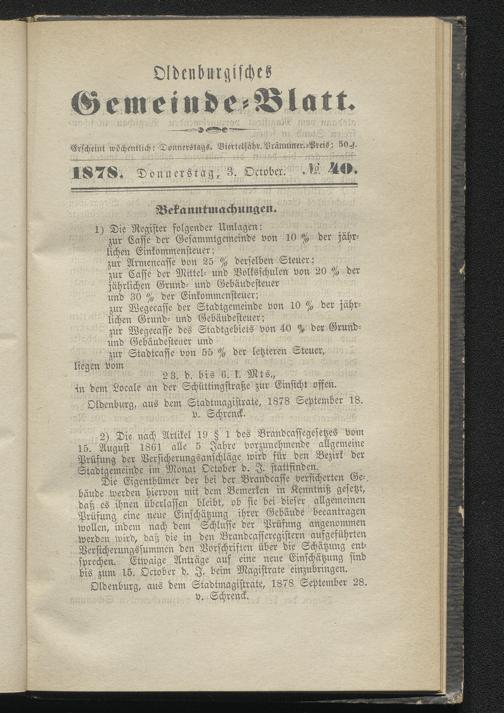 Oldenburgisches
Gemeinde-Blatt.
Erscheint wöchentlich: Donnerstags. Vierteljähr. Pränumer.-Preis: 50 ₰.
1878. Donnerstag, 3. October. № 40.
Bekanntmachungen.
1) Die Register folgender Umlagen:
zur Casse der Gesammtgemeinde von 10 % der jähr-
lichen Einkommensteuer;
zur Armencasse von 25 % derselben Steuer;
zur Casse der Mittel- und Volksschulen von 20 % der
jährlichen Grund- und Gebäudesteuer
und 30 % der Einkommensteuer;
zur Wegecasse der Stadtgemeinde von 10 % der jähr-
lichen Grund- und Gebäudesteuer;
zur Wegecasse des Stadtgebiets von 40 % der Grund-
und Gebäudesteuer und
zur Stadtcasse von 55 % der letzteren Steuer,
liegen vom
23. d. bis 6. k. Mts.,
in dem Locale an der Schüttingstraße zur Einsicht offen.
Oldenburg, aus dem Stadtmagistrate, 1878 September 18.
v. Schrenck.
2) Die nach Artikel 19 § 1 des Brandcassegesetzes vom
15. August 1861 alle 5 Jahre vorzunehmende allgemeine
Prüfung der Versicherungsanschläge wird für den Bezirk der
Stadtgemeinde im Monat October d. J. stattfinden.
Die Eigenthümer der bei der Brandcasse versicherten Ge-
bäude werden hiervon mit dem Bemerken in Kenntniß gesetzt,
daß es ihnen überlassen bleibt, ob sie bei dieser allgemeinen
Prüfung eine neue Einschätzung ihrer Gebäude beantragen
wollen, indem nach dem Schlusse der Prüfung angenommen
werden wird, daß die in den Brandcasseregistern aufgeführten
Versicherungssummen den Vorschriften über die Schätzung ent-
sprechen. Etwaige Anträge auf eine neue Einschätzung sind
bis zum 15. October d. J. beim Magistrate einzubringen.
Oldenburg, aus dem Stadtmagistrate, 1878 September 28.
v. Schrenck.